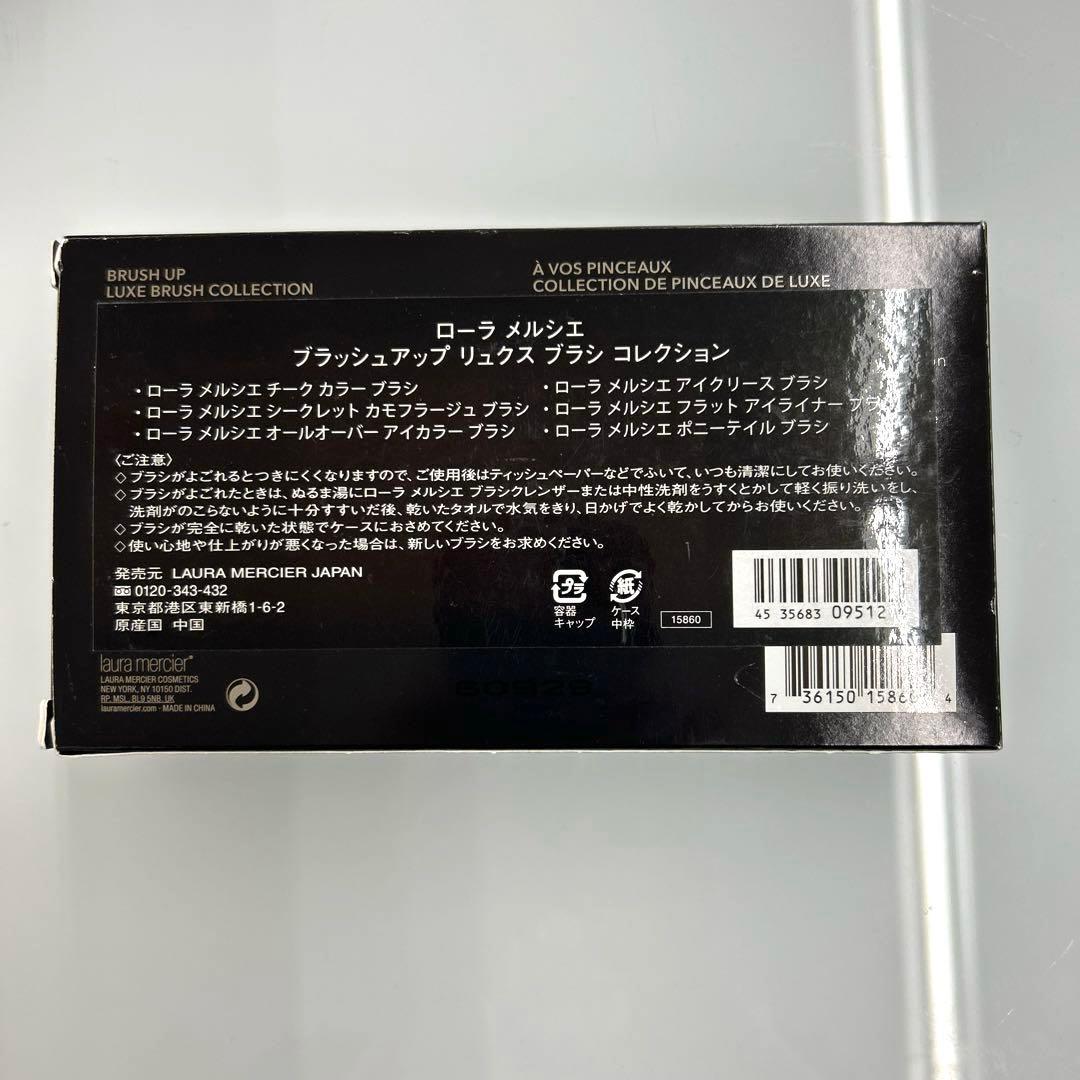 BRUSH UP
LUXE BRUSH COLLECTION
À VOS PINCEAUX
COLLECTION DE PINCEAUX DE LUXE
ローラ メルシエ
ブラッシュアップ リュクス ブラシ コレクション
・ローラ メルシエ チーク カラー ブラシ
・ローラ メルシエ シークレット カモフラージュ ブラシ
・ローラ メルシエ オールオーバー アイカラー ブラシ
・ローラ メルシエ アイクリース ブラシ
・ローラ メルシエ フラット アイライナー ブラシ
・ローラ メルシエ ポニーテイル ブラシ
〈ご注意〉
◇ブラシがよごれるとつきにくくなりますので、ご使用後はティッシュペーパーなどでふいて、いつも清潔にしてお使いください。
◇ブラシがよごれたときは、ぬるま湯にローラ メルシエ ブラシクレンザーまたは中性洗剤をうすくとかして軽く振り洗いをし、
洗剤がのこらないように十分すすいだ後、乾いたタオルで水気をきり、日かげでよく乾かしてからお使いください。
◇ブラシが完全に乾いた状態でケースにおさめてください。
◇使い心地や仕上がりが悪くなった場合は、新しいブラシをお求めください。
発売元 LAURA MERCIER JAPAN
0120-343-432
東京都港区東新橋1-6-2
原産国 中国
プラ
容器
キャップ
紙
ケース
中枠
15860
4 535683 09512
laura mercier®
LAURA MERCIER COSMETICS
NEW YORK, NY 10150 DIST.
RP. MSL, BL9 5NB, UK
lauramercier.com · MADE IN CHINA
7 36150 15860 4